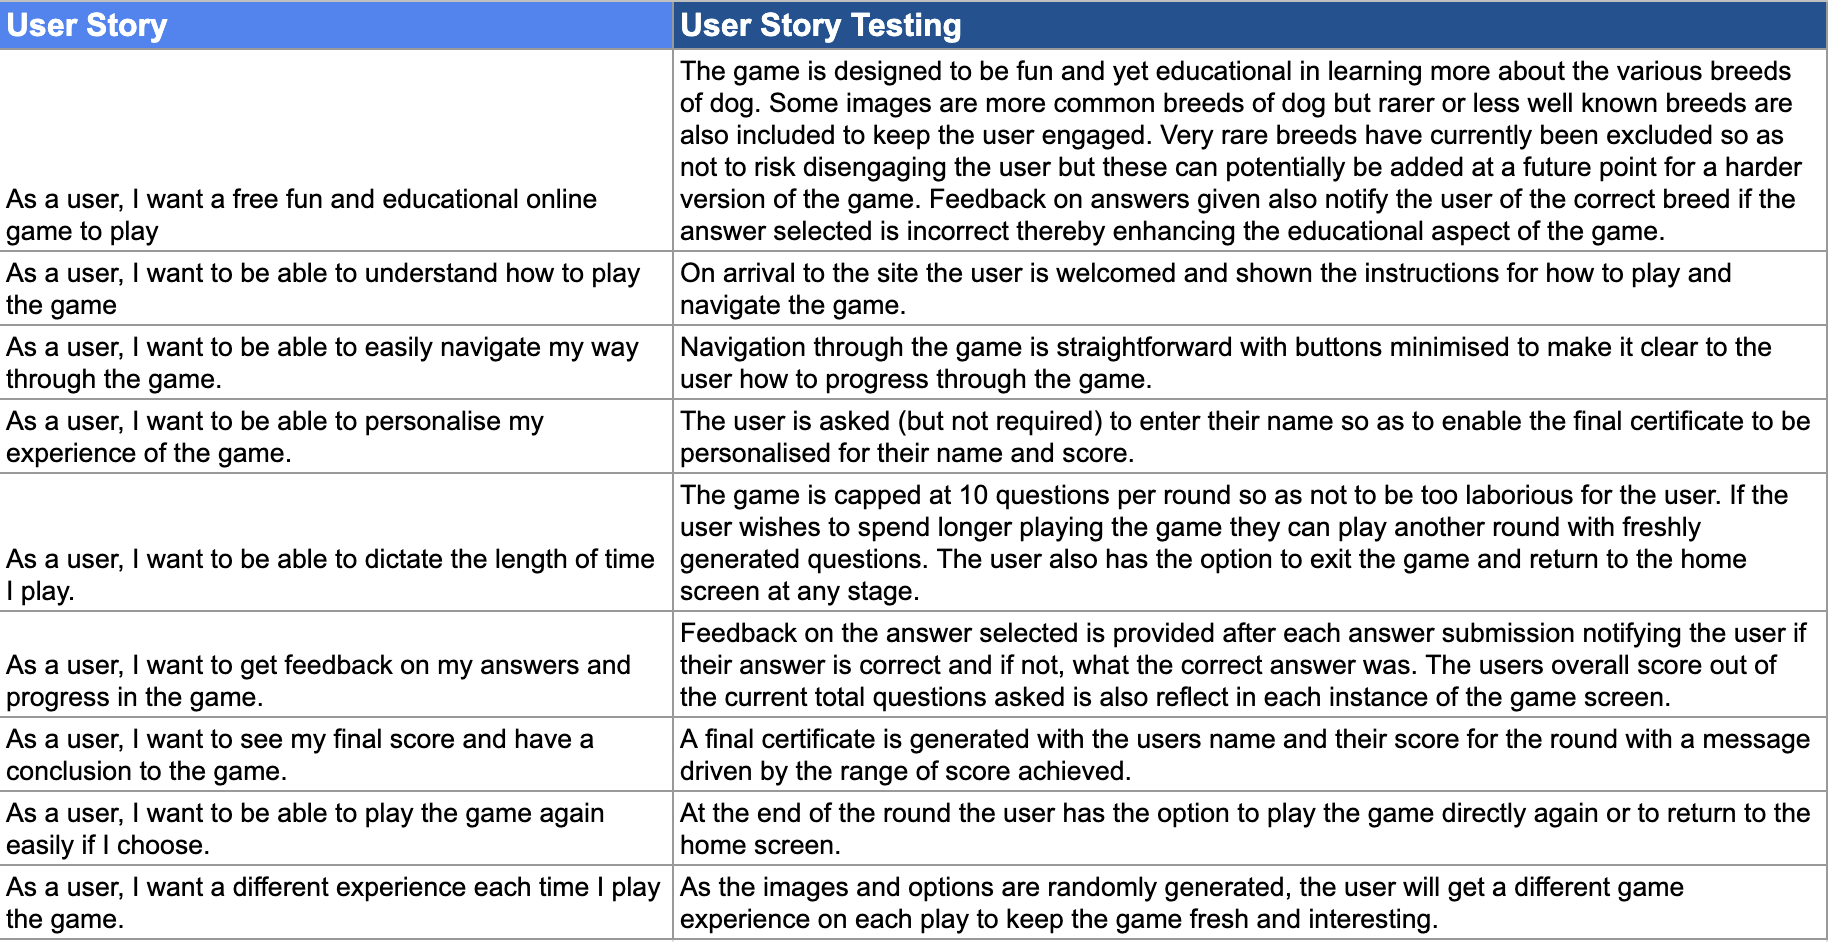 User Story
User Story Testing
As a user, I want a free fun and educational online
game to play
The game is designed to be fun and yet educational in learning more about the various breeds
of dog. Some images are more common breeds of dog but rarer or less well known breeds are
also included to keep the user engaged. Very rare breeds have currently been excluded so as
not to risk disengaging the user but these can potentially be added at a future point for a harder
version of the game. Feedback on answers given also notify the user of the correct breed if the
answer selected is incorrect thereby enhancing the educational aspect of the game.
As a user, I want to be able to understand how to play
the game
On arrival to the site the user is welcomed and shown the instructions for how to play and
navigate the game.
As a user, I want to be able to easily navigate my way
through the game.
Navigation through the game is straightforward with buttons minimised to make it clear to the
user how to progress through the game.
As a user, I want to be able to personalise my
experience of the game.
The user is asked (but not required) to enter their name so as to enable the final certificate to be
personalised for their name and score.
As a user, I want to be able to dictate the length of time
I play.
The game is capped at 10 questions per round so as not to be too laborious for the user. If the
user wishes to spend longer playing the game they can play another round with freshly
generated questions. The user also has the option to exit the game and return to the home
screen at any stage.
As a user, I want to get feedback on my answers and
progress in the game.
Feedback on the answer selected is provided after each answer submission notifying the user if
their answer is correct and if not, what the correct answer was. The users overall score out of
the current total questions asked is also reflect in each instance of the game screen.
As a user, I want to see my final score and have a
conclusion to the game.
A final certificate is generated with the users name and their score for the round with a message
driven by the range of score achieved.
As a user, I want to be able to play the game again
easily if I choose.
At the end of the round the user has the option to play the game directly again or to return to the
home screen.
As a user, I want a different experience each time I play
the game.
As the images and options are randomly generated, the user will get a different game
experience on each play to keep the game fresh and interesting.